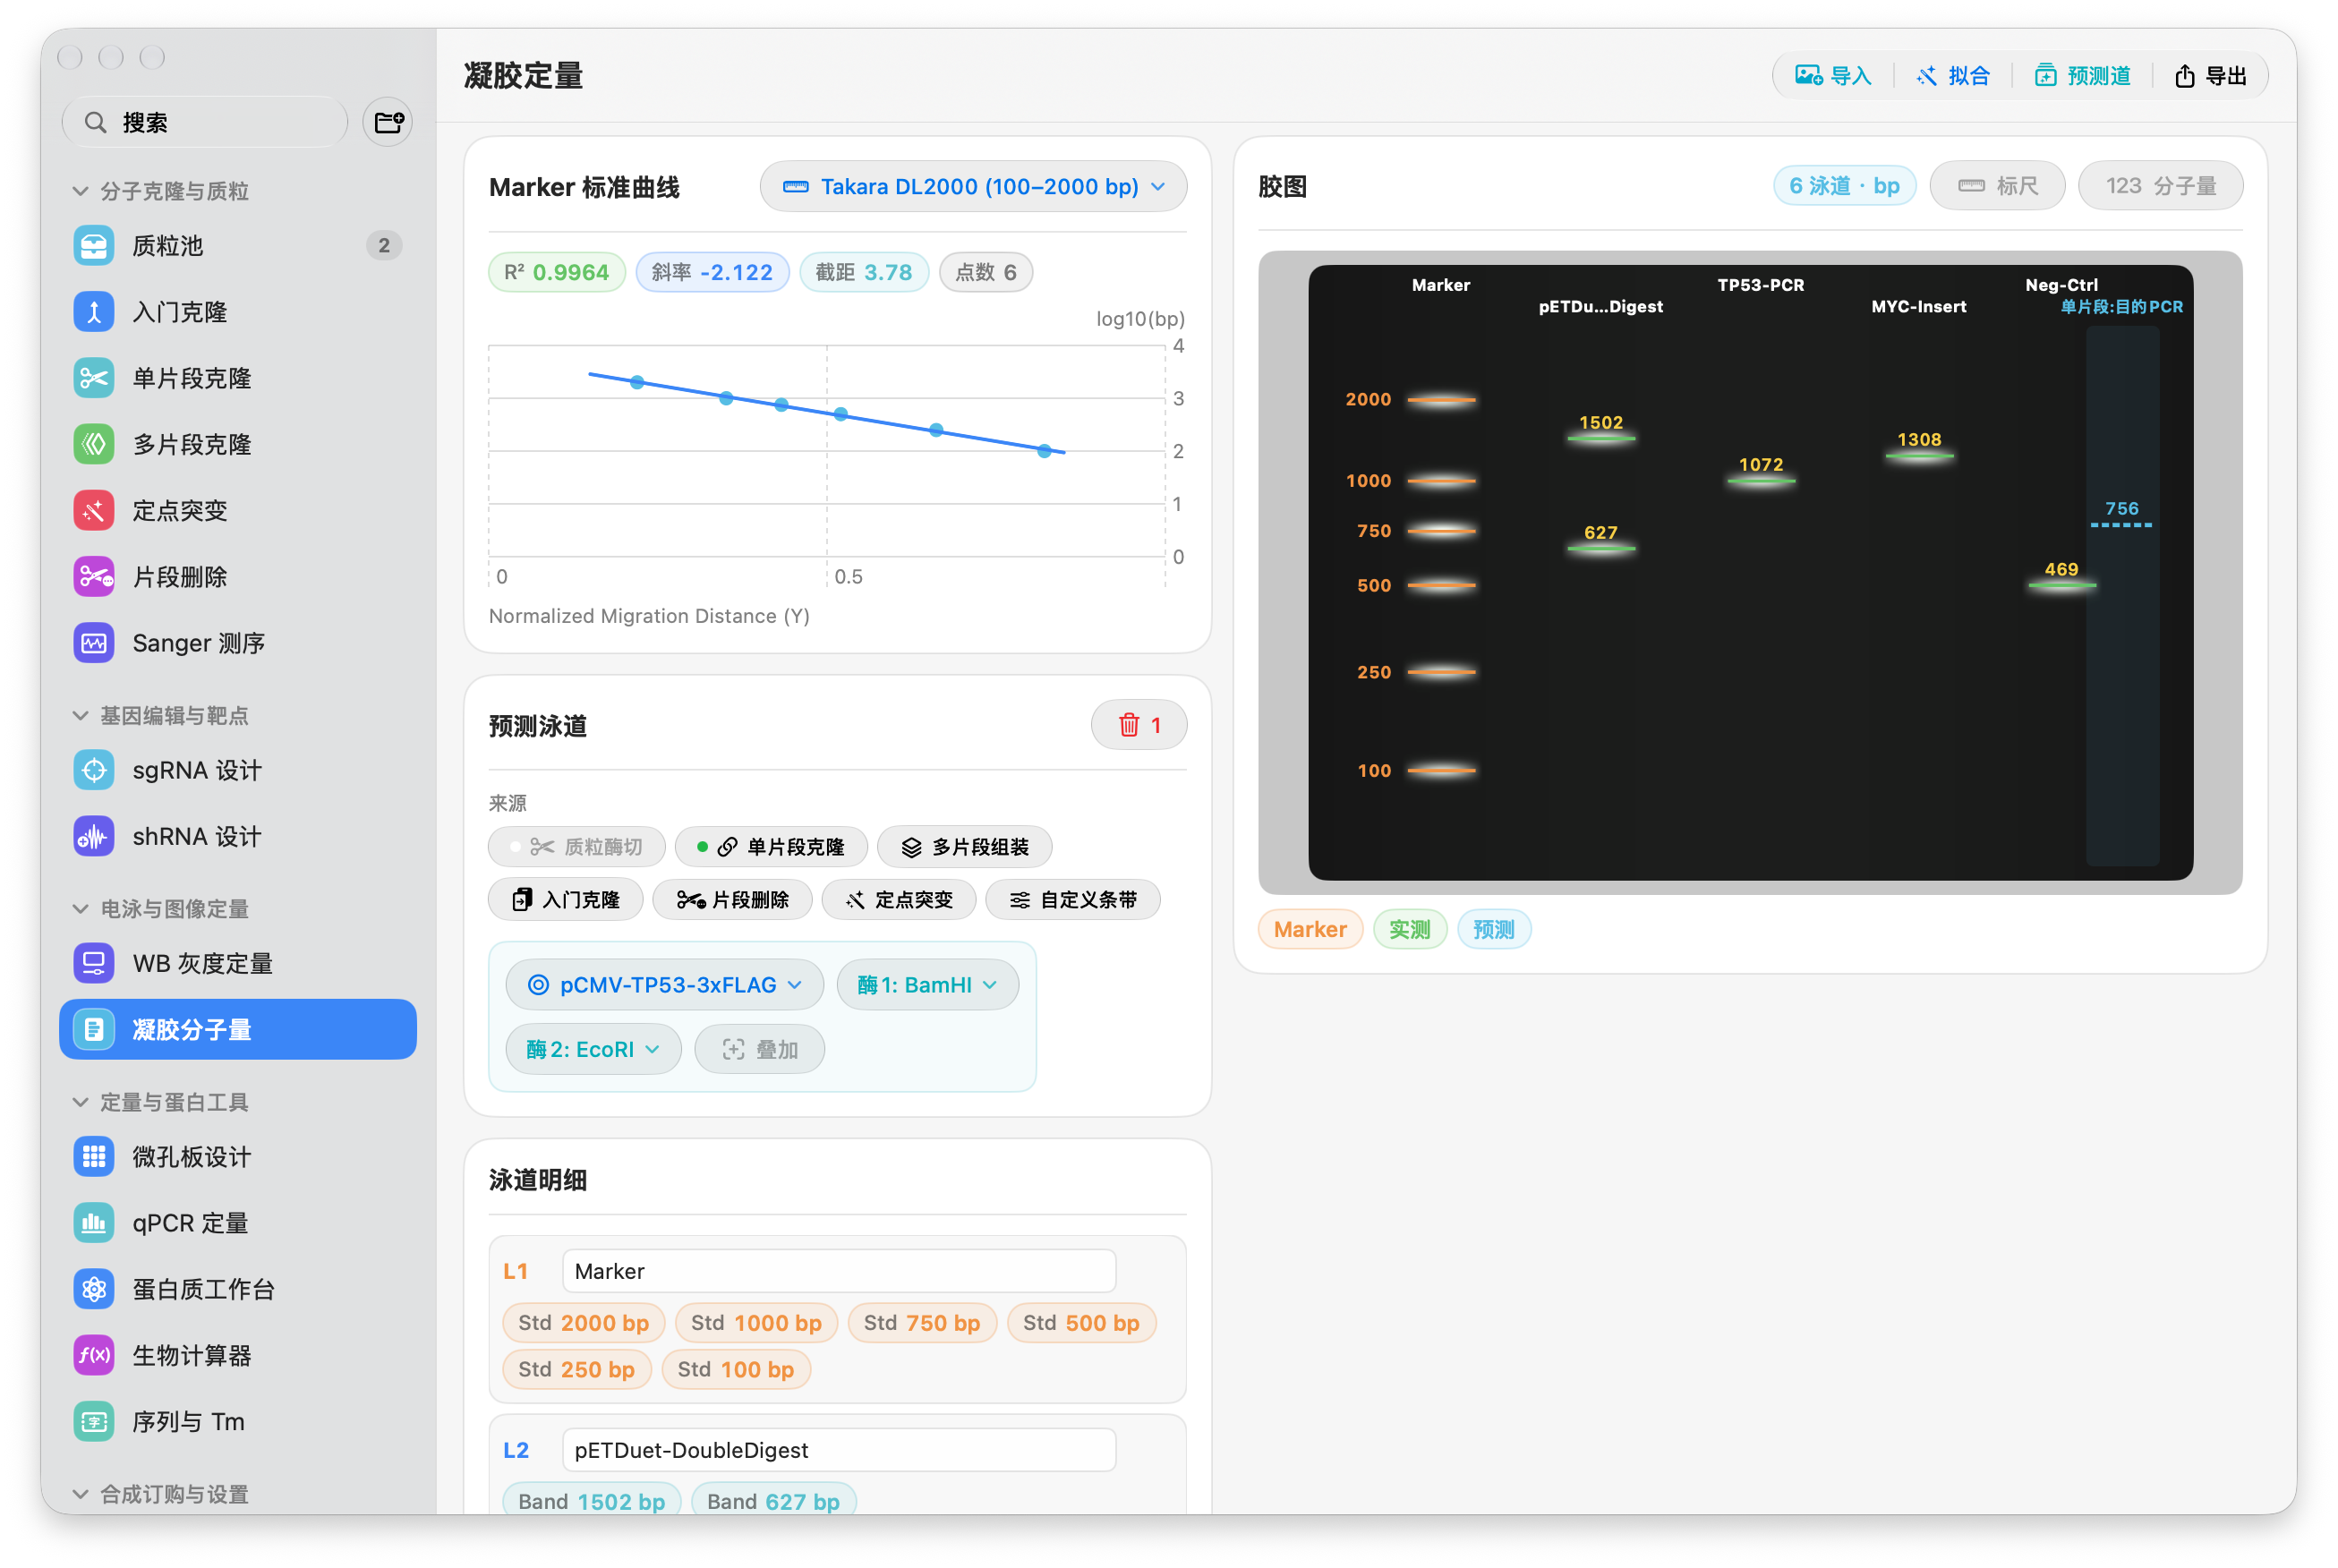 搜索
分子克隆与质粒
质粒池 2
入门克隆
单片段克隆
多片段克隆
定点突变
片段删除
Sanger 测序
基因编辑与靶点
sgRNA 设计
shRNA 设计
电泳与图像定量
WB 灰度定量
凝胶分子量
定量与蛋白工具
微孔板设计
qPCR 定量
蛋白质工作台
f(x) 生物计算器
字 序列与 Tm
合成订购与设置
凝胶定量
导入 拟合 预测道 导出
Marker 标准曲线 Takara DL2000 (100–2000 bp)
R² 0.9964 斜率 -2.122 截距 3.78 点数 6
log10(bp)
4
3
2
1
0
0 0.5
Normalized Migration Distance (Y)
预测泳道 1
来源
质粒酶切 单片段克隆 多片段组装
入门克隆 片段删除 定点突变 自定义条带
pCMV-TP53-3xFLAG 酶1: BamHI
酶2: EcoRI 叠加
泳道明细
L1 Marker
Std 2000 bp Std 1000 bp Std 750 bp Std 500 bp
Std 250 bp Std 100 bp
L2 pETDuet-DoubleDigest
Band 1502 bp Band 627 bp
胶图 6 泳道 · bp 标尺 123 分子量
Marker TP53-PCR Neg-Ctrl
pETDu...Digest MYC-Insert 单片段:目的PCR
2000
1502
1308
1072
1000
756
750
627
469
500
250
100
Marker 实测 预测